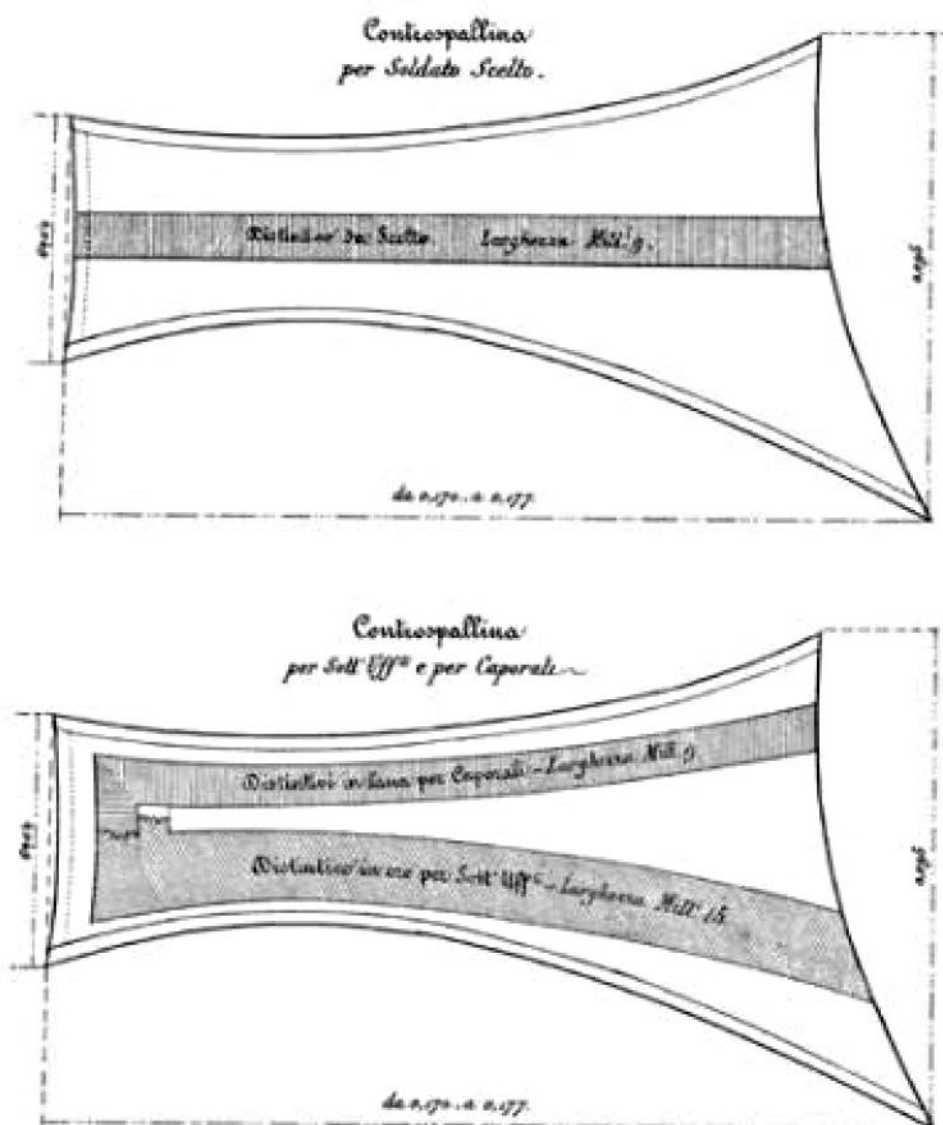 Controspallina
per Soldato Scelto.
Distintivo da Scelto. Larghezza Mill.i 9.
da 0,170. a 0,177.
Controspallina
per Sott'Uff.li e per Caporali
Distintivi in lana per Caporali - Larghezza Mill. 9
Distintivo in oro per Sott'Uff.li - Larghezza Mill.i 15
da 0,170. a 0,177.